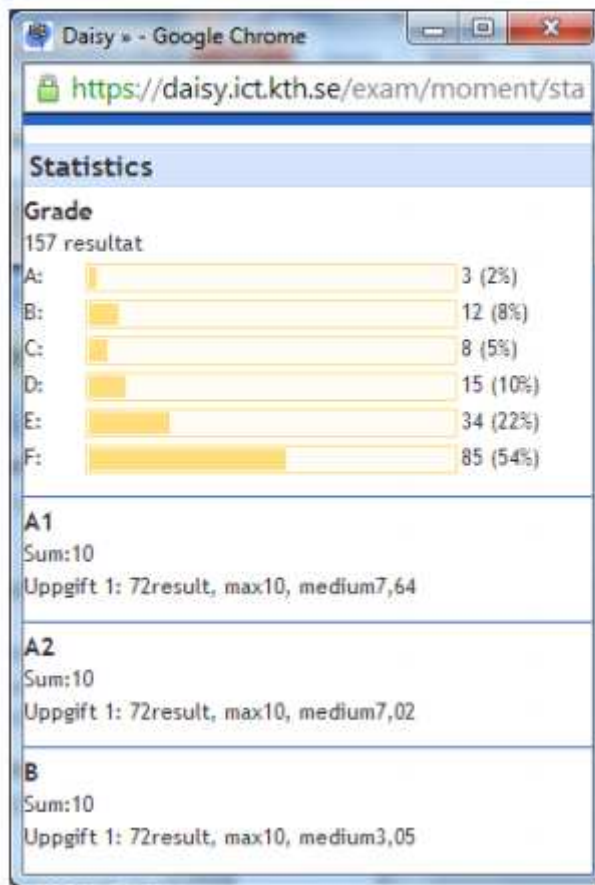 Daisy » - Google Chrome
https://daisy.ict.kth.se/exam/moment/sta
Statistics
Grade
157 resultat
A: 3 (2%)
B: 12 (8%)
C: 8 (5%)
D: 15 (10%)
E: 34 (22%)
F: 85 (54%)
A1
Sum:10
Uppgift 1: 72result, max10, medium7,64
A2
Sum:10
Uppgift 1: 72result, max10, medium7,02
B
Sum:10
Uppgift 1: 72result, max10, medium3,05